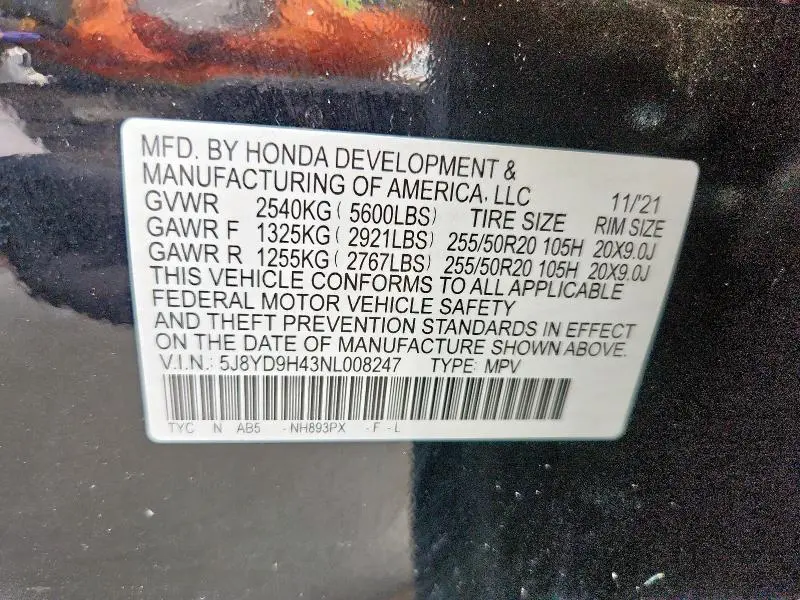 MFD. BY HONDA DEVELOPMENT &
MANUFACTURING OF AMERICA, LLC 11/'21
GVWR 2540KG ( 5600LBS) TIRE SIZE RIM SIZE
GAWR F 1325KG ( 2921LBS) 255/50R20 105H 20X9.0J
GAWR R 1255KG ( 2767LBS) 255/50R20 105H 20X9.0J
THIS VEHICLE CONFORMS TO ALL APPLICABLE
FEDERAL MOTOR VEHICLE SAFETY
AND THEFT PREVENTION STANDARDS IN EFFECT
ON THE DATE OF MANUFACTURE SHOWN ABOVE.
V.I.N.: 5J8YD9H43NL008247 TYPE: MPV
TYC N AB5 - NH893PX - F - L